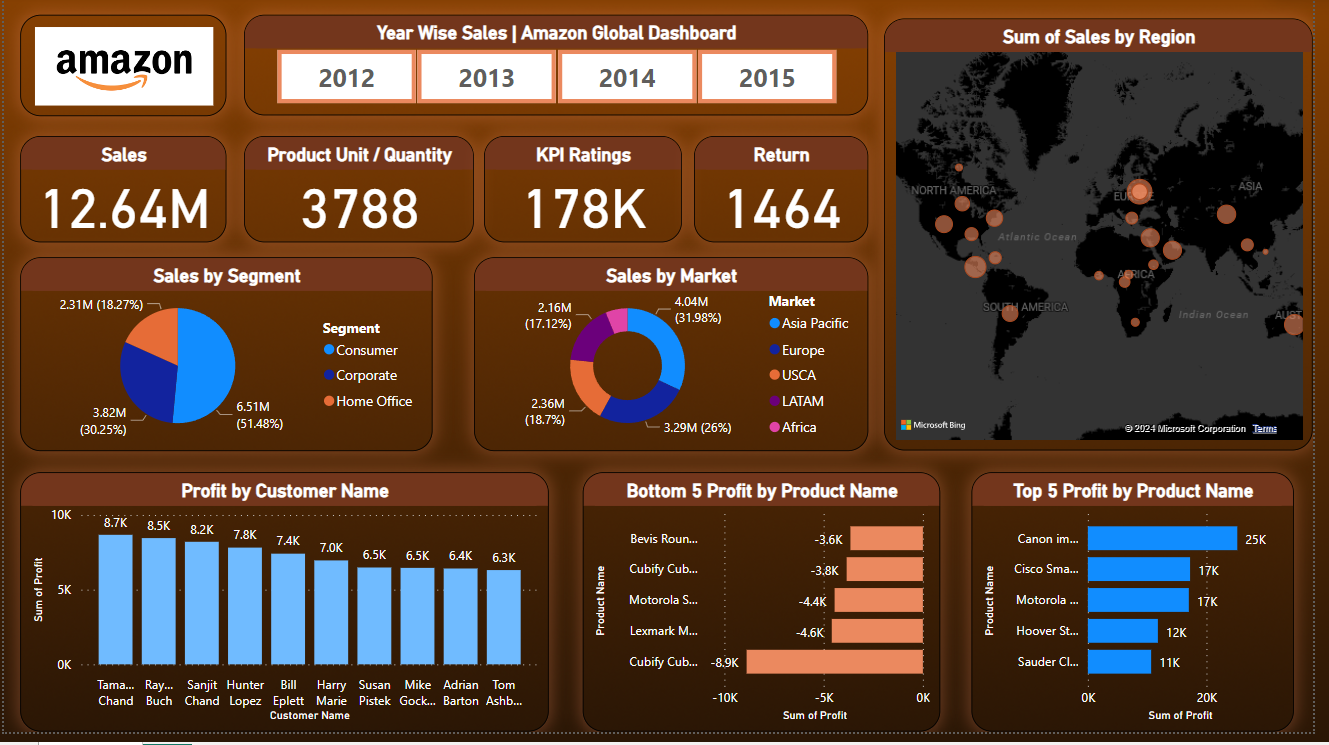 amazon
Year Wise Sales | Amazon Global Dashboard
2012
2013
2014
2015
Sales
12.64M
Product Unit / Quantity
3788
KPI Ratings
178K
Return
1464
Sum of Sales by Region
NORTH AMERICA
EUROPE
ASIA
Atlantic Ocean
AFRICA
SOUTH AMERICA
Indian Ocean
AUST
Microsoft Bing
© 2024 Microsoft Corporation Terms
Sales by Segment
2.31M (18.27%)
3.82M
(30.25%)
6.51M
(51.48%)
Segment
Consumer
Corporate
Home Office
Sales by Market
2.16M
(17.12%)
4.04M
(31.98%)
2.36M
(18.7%)
3.29M (26%)
Market
Asia Pacific
Europe
USCA
LATAM
Africa
Profit by Customer Name
Sum of Profit
10K
5K
0K
8.7K
8.5K
8.2K
7.8K
7.4K
7.0K
6.5K
6.5K
6.4K
6.3K
Tama...
Chand
Ray...
Buch
Sanjit
Chand
Hunter
Lopez
Bill
Eplett
Harry
Marie
Susan
Pistek
Mike
Gock...
Adrian
Barton
Tom
Ashb...
Customer Name
Bottom 5 Profit by Product Name
Product Name
Bevis Roun...
-3.6K
Cubify Cub...
-3.8K
Motorola S...
-4.4K
Lexmark M...
-4.6K
Cubify Cub...
-8.9K
-10K
-5K
0K
Sum of Profit
Top 5 Profit by Product Name
Product Name
Canon im...
25K
Cisco Sma...
17K
Motorola ...
17K
Hoover St...
12K
Sauder Cl...
11K
0K
20K
Sum of Profit